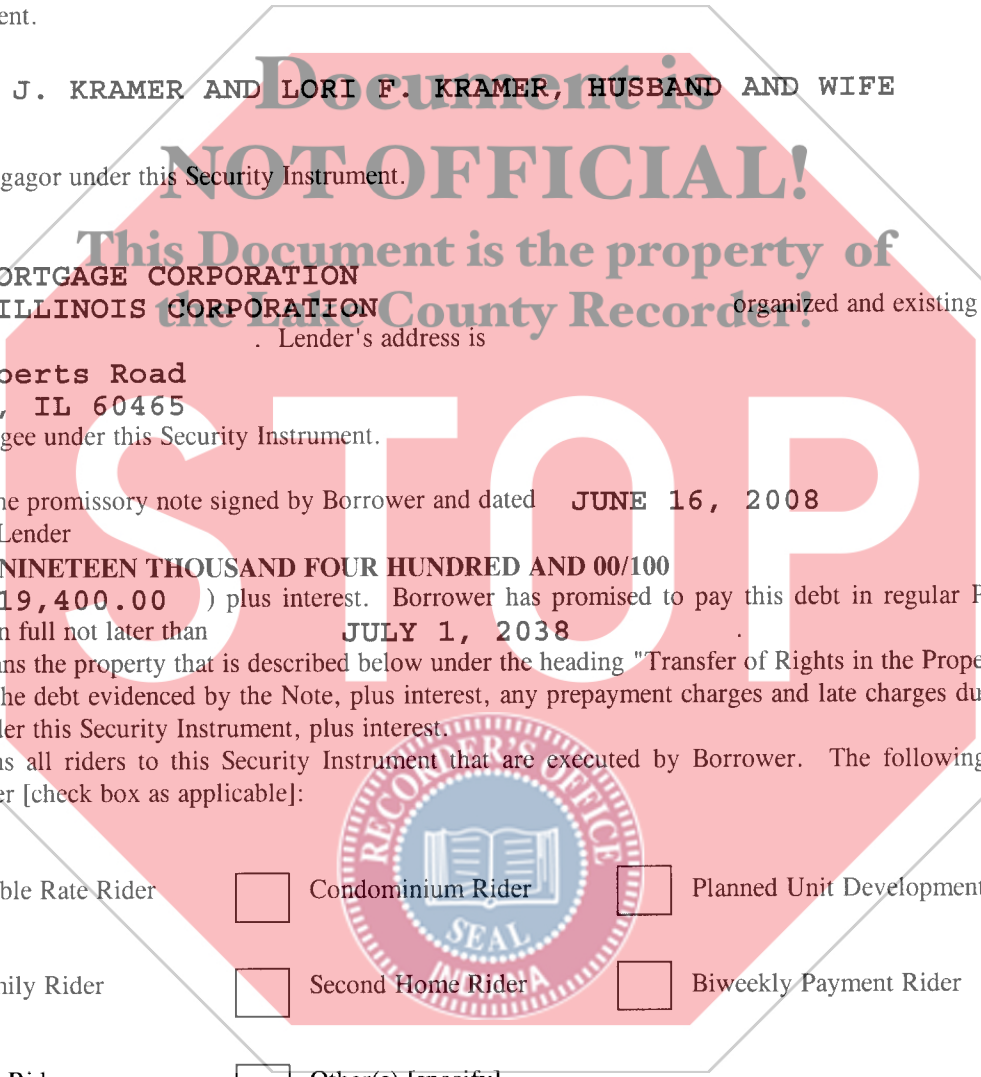 ent.
J. KRAMER AND LORI F. KRAMER, HUSBAND AND WIFE
Document is
NOT OFFICIAL!
gagor under this Security Instrument.
This Document is the property of
the Lake County Recorder!
ORTGAGE CORPORATION
ILLINOIS CORPORATION organized and existing
. Lender's address is
berts Road
, IL 60465
gee under this Security Instrument.
STOP
he promissory note signed by Borrower and dated JUNE 16, 2008
Lender
NINETEEN THOUSAND FOUR HUNDRED AND 00/100
19,400.00 ) plus interest. Borrower has promised to pay this debt in regular P
n full not later than JULY 1, 2038 .
ns the property that is described below under the heading "Transfer of Rights in the Prope
he debt evidenced by the Note, plus interest, any prepayment charges and late charges du
der this Security Instrument, plus interest.
ns all riders to this Security Instrument that are executed by Borrower. The following
er [check box as applicable]:
RECORDER'S OFFICE
SEAL
INDIANA
ble Rate Rider Condominium Rider Planned Unit Development
mily Rider Second Home Rider Biweekly Payment Rider
Other(s) [specify]